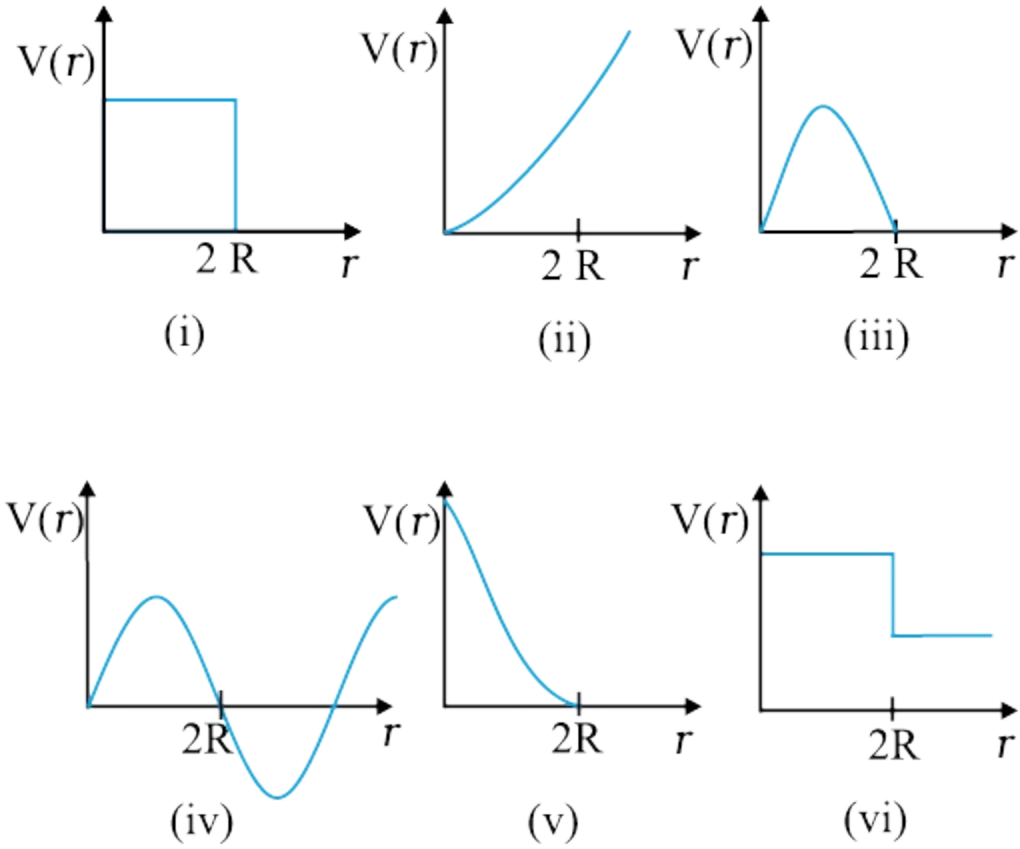 V(r) V(r) V(r)
2 R r 2 R r 2 R r
(i) (ii) (iii)
V(r) V(r) V(r)
2R r 2R r 2R r
(iv) (v) (vi)